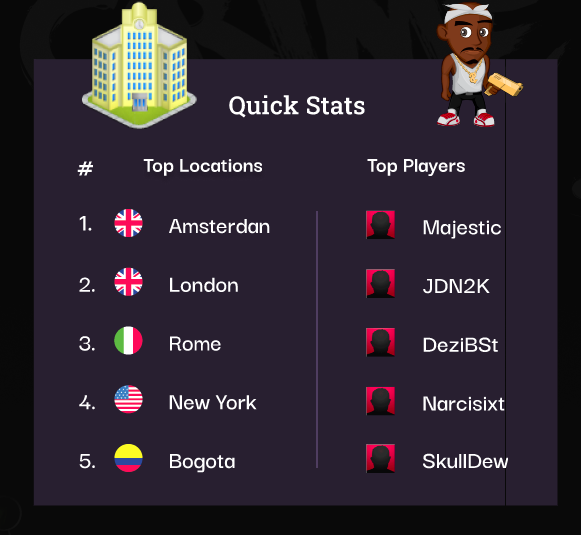 Quick Stats
# Top Locations Top Players
1. Amsterdan Majestic
2. London JDN2K
3. Rome DeziBSt
4. New York Narcisixt
5. Bogota SkullDew